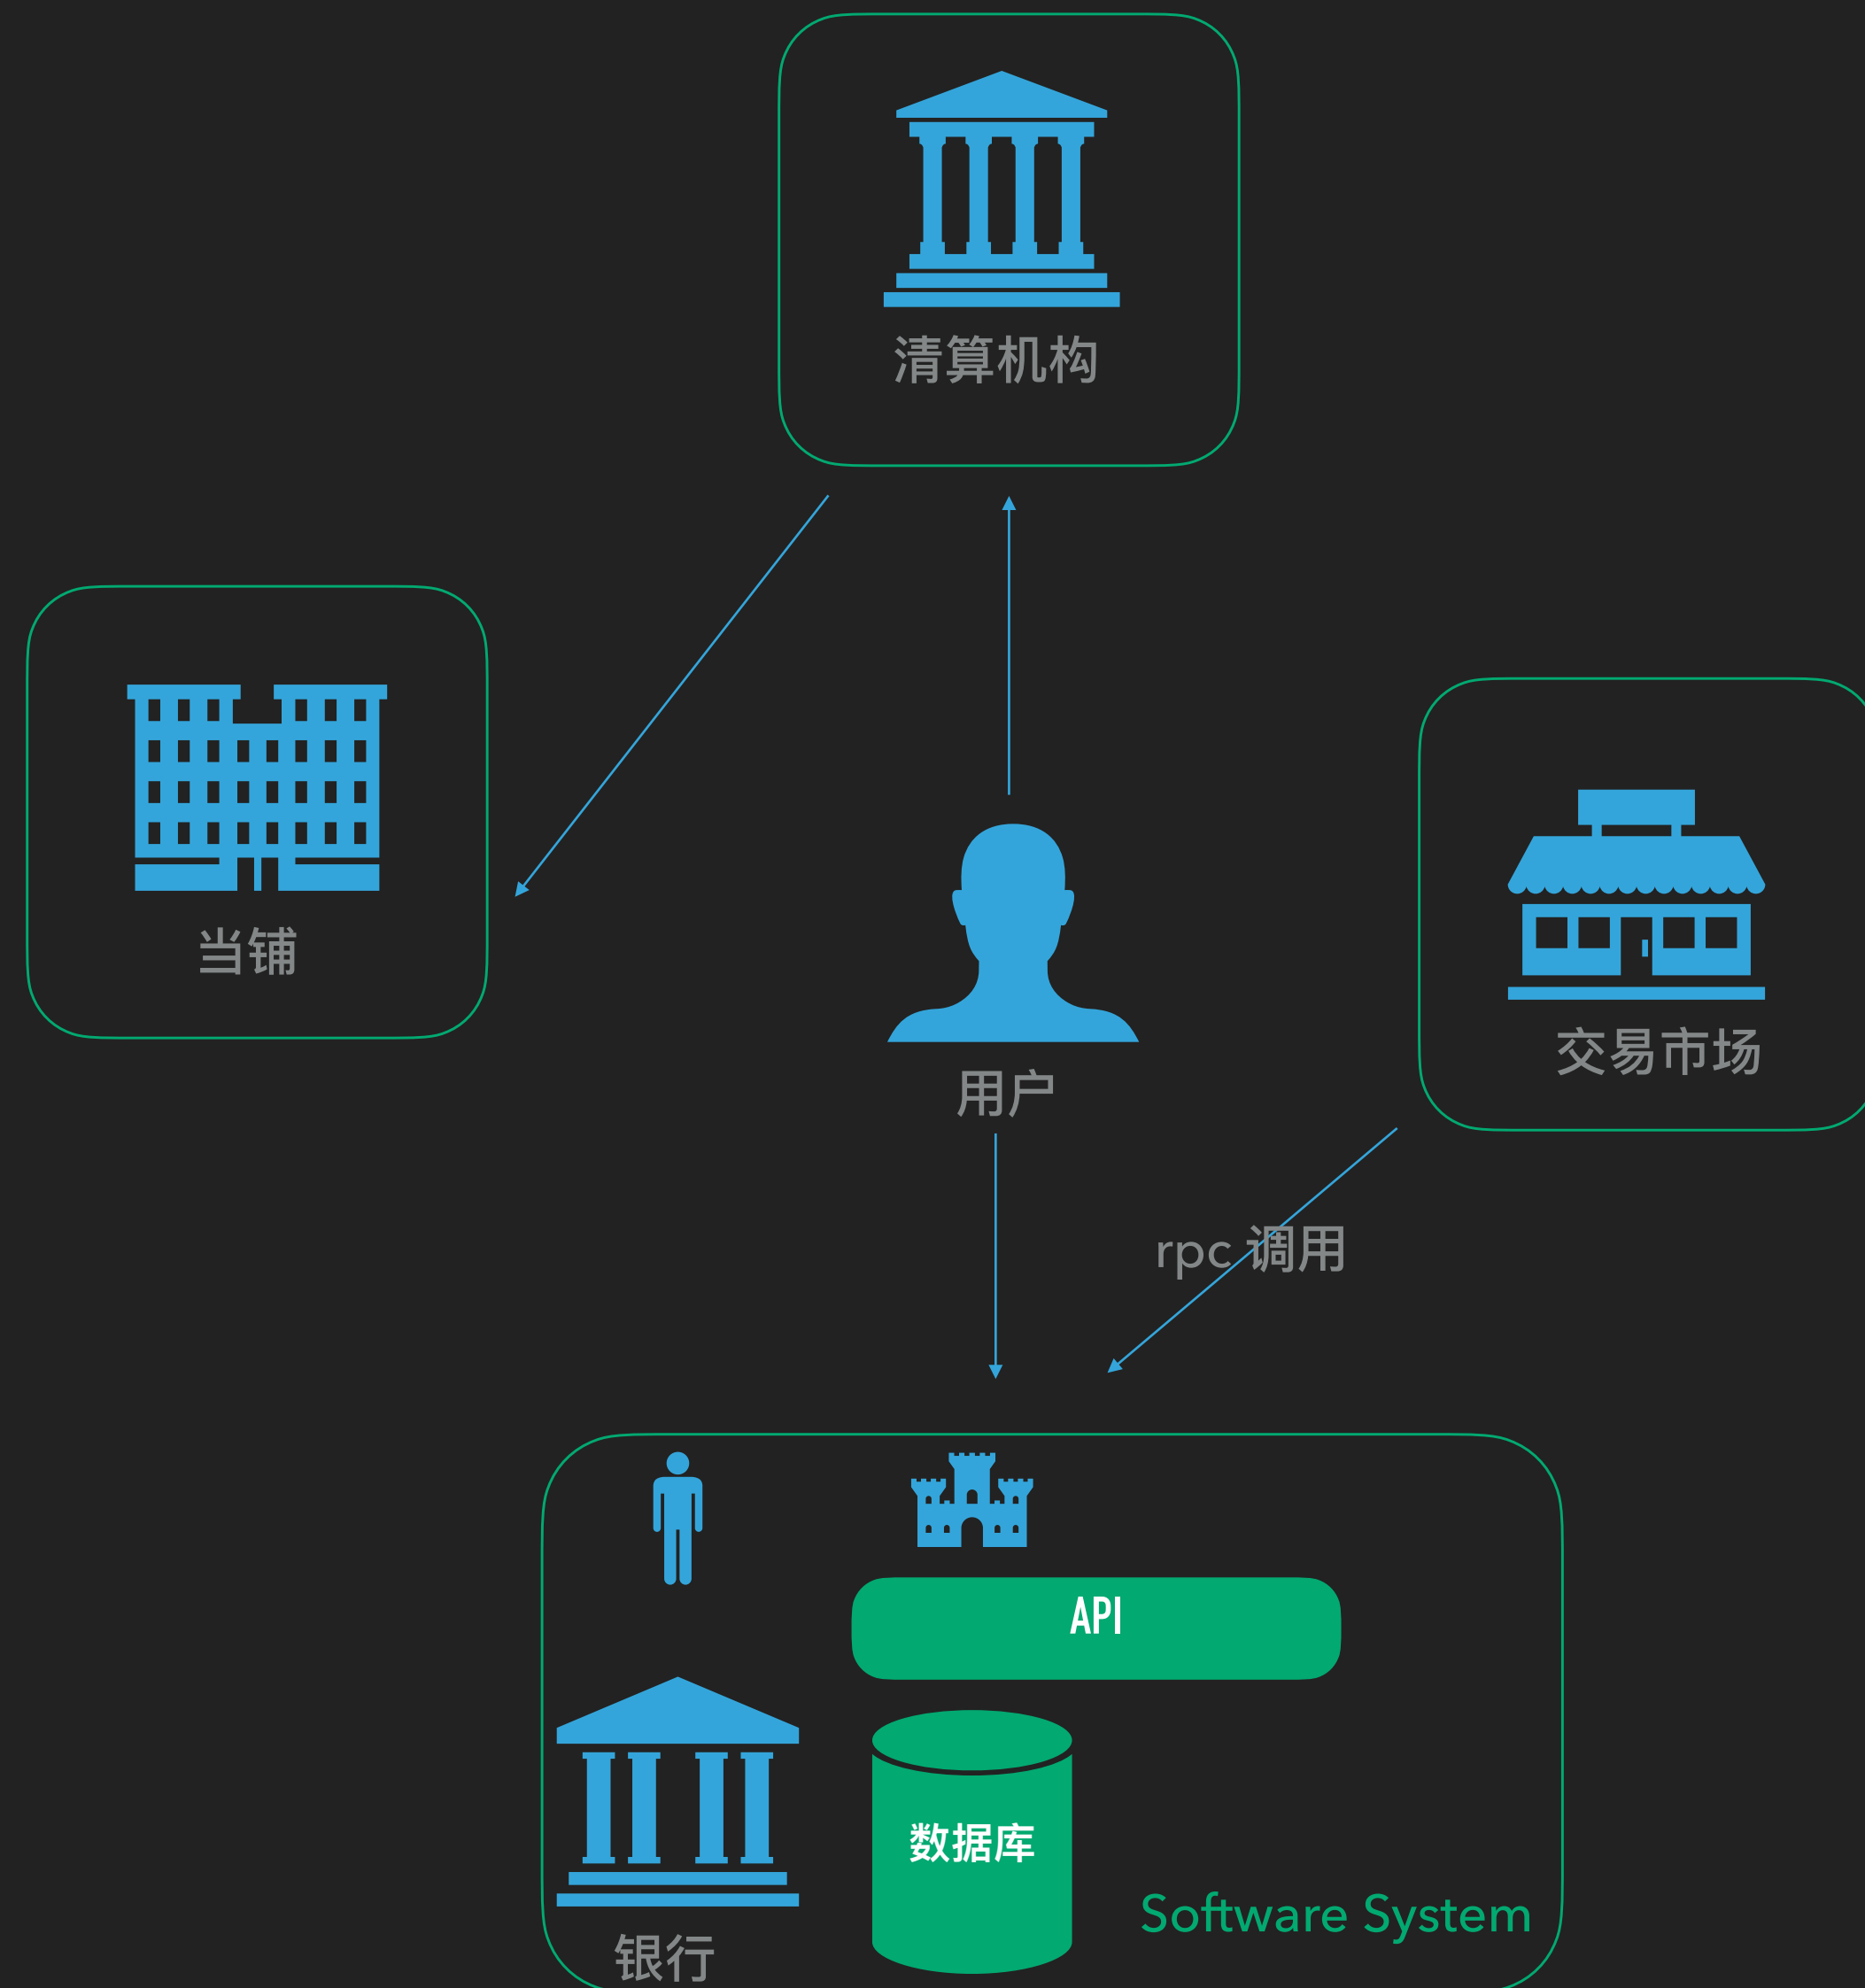 清算机构
当铺
交易市场
用户
rpc 调用
API
数据库
Software System
银行